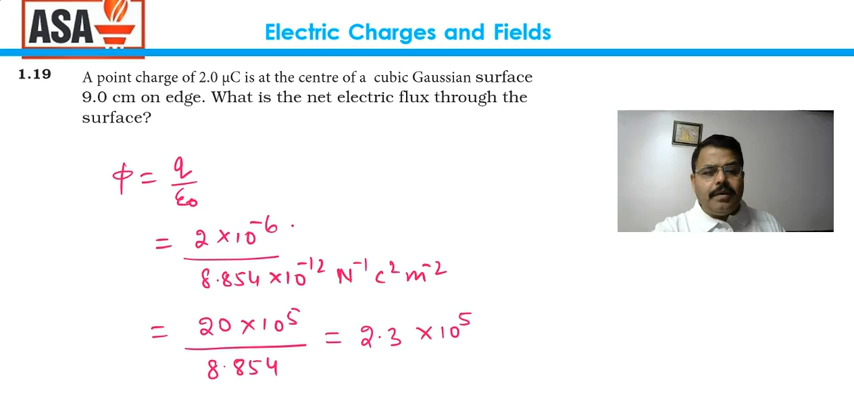 ASA
Electric Charges and Fields
1.19 A point charge of 2.0 μC is at the centre of a cubic Gaussian surface
9.0 cm on edge. What is the net electric flux through the
surface?
ϕ = q/ε₀
= 2 × 10⁻⁶ / 8.854 × 10⁻¹² N⁻¹ C² m⁻²
= 20 × 10⁵ / 8.854 = 2.3 × 10⁵